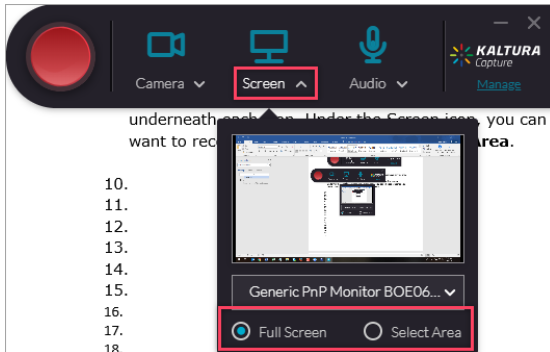 Camera Screen Audio
KALTURA
Capture
Manage
underneath each icon. Under the Screen icon, you can
want to rec Area.
10.
11.
12.
13.
14.
15.
16.
17.
18.
Generic PnP Monitor BOE06...
Full Screen Select Area